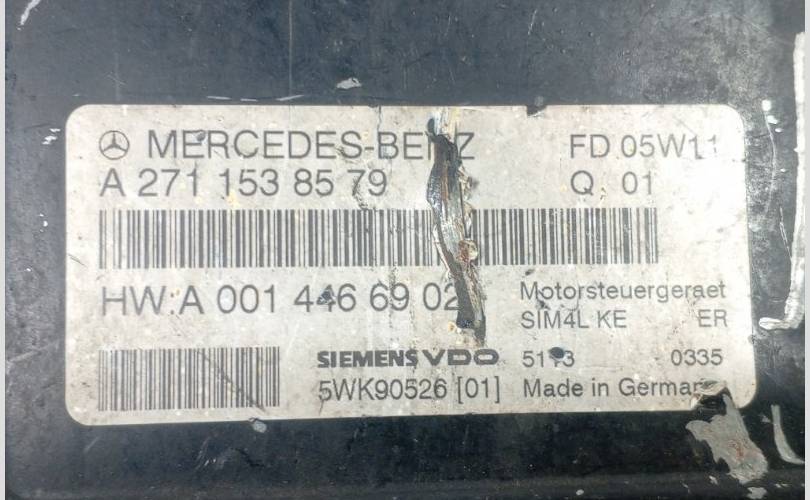 MERCEDES-BENZ FD 05W11
A 271 153 85 79 Q 01
HW:A 001 446 69 02
Motorsteuergeraet
SIM4L KE ER
SIEMENS VDO 0335
5WK90526 [01] Made in Germany